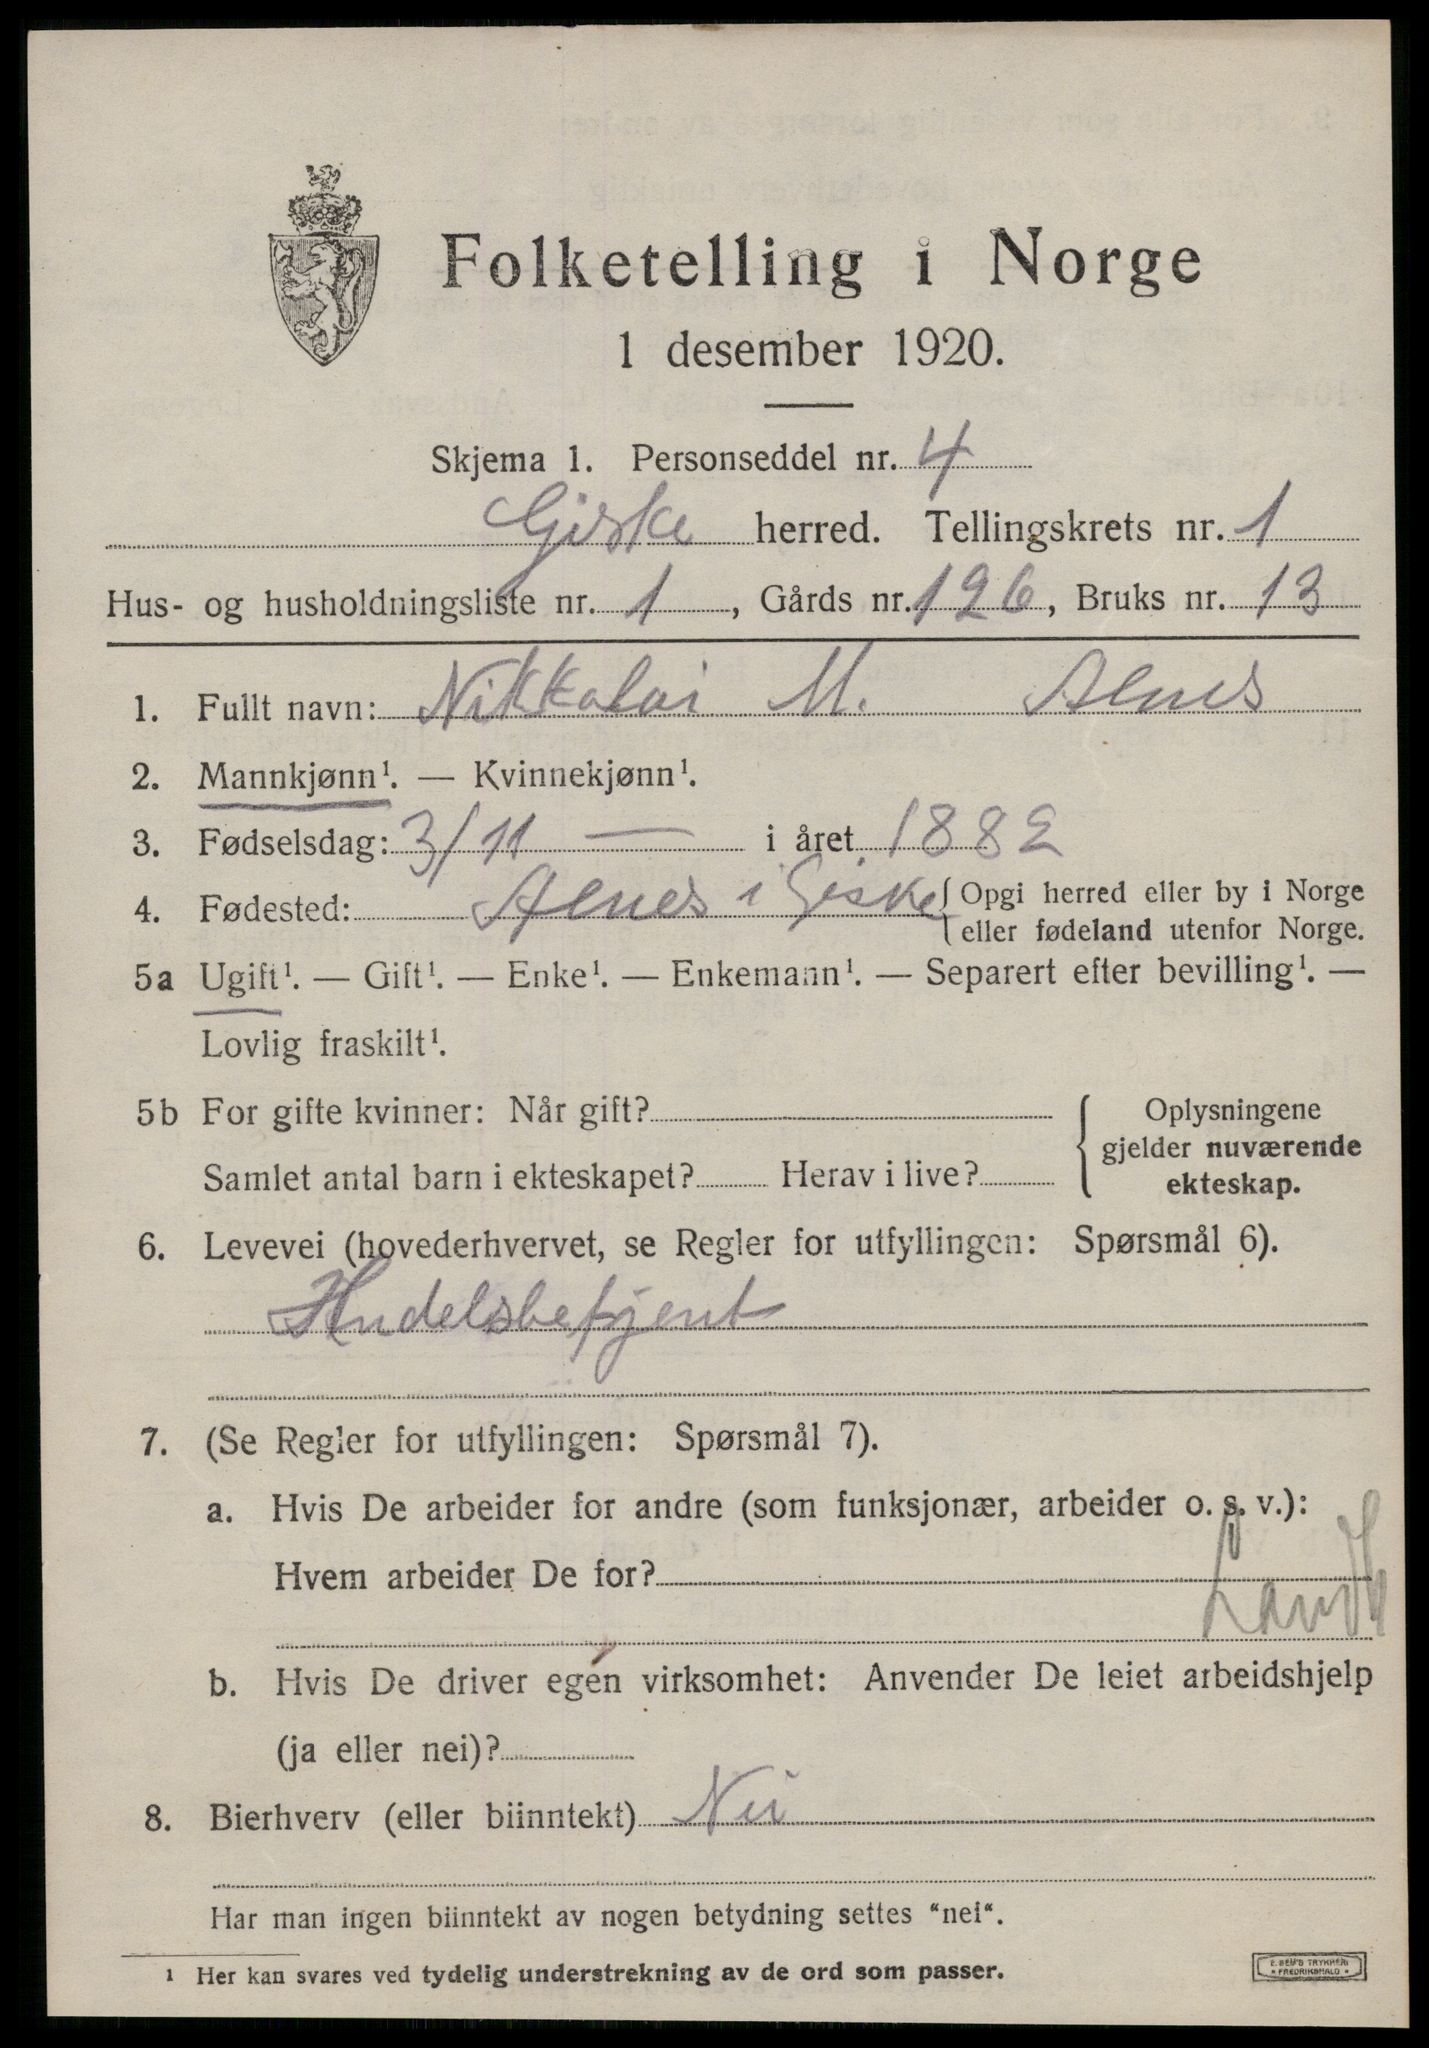 Folketelling i Norge
1 desember 1920.
Skjema 1. Personseddel nr. 4
Giske herred. Tellingskrets nr. 1
Hus- og husholdningsliste nr. 1, Gårds nr. 126, Bruks nr. 13
1. Fullt navn: Nikkolai M. Alnes
2. Mannkjønn¹. — Kvinnekjønn¹.
3. Fødselsdag: 3/11 — i året 1882
4. Fødested: Alnes i Giske { Opgi herred eller by i Norge
eller fødeland utenfor Norge.
5a Ugift¹. — Gift¹. — Enke¹. — Enkemann¹. — Separert efter bevilling¹. —
Lovlig fraskilt¹.
5b For gifte kvinner: Når gift?
Samlet antal barn i ekteskapet? Herav i live?
{ Oplysningene
gjelder nuværende
ekteskap.
6. Levevei (hovederhvervet, se Regler for utfyllingen: Spørsmål 6).
Hndelsbetjent
7. (Se Regler for utfyllingen: Spørsmål 7).
a. Hvis De arbeider for andre (som funksjonær, arbeider o. s. v.):
Hvem arbeider De for?
LandH
b. Hvis De driver egen virksomhet: Anvender De leiet arbeidshjelp
(ja eller nei)?
8. Bierhverv (eller biinntekt) Nei
Har man ingen biinntekt av nogen betydning settes "nei".
¹ Her kan svares ved tydelig understrekning av de ord som passer.
E. SEM'S TRYKKERI
• FREDRIKSHALD •